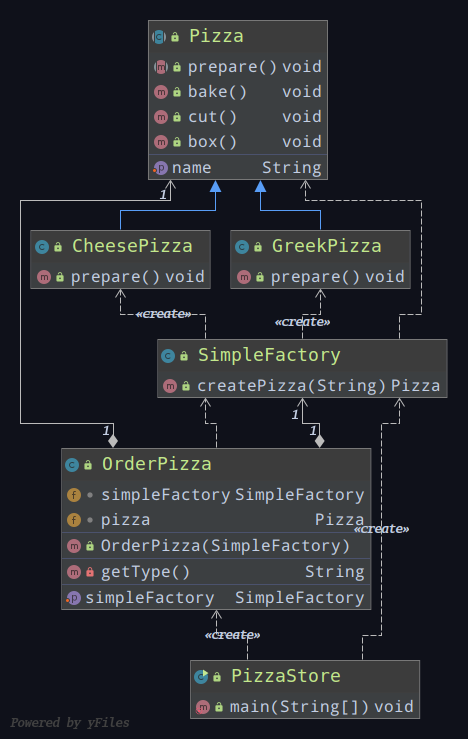 Pizza
prepare() void
bake() void
cut() void
box() void
name String
1
CheesePizza
prepare() void
GreekPizza
prepare() void
«create»
«create»
SimpleFactory
createPizza(String) Pizza
1
1
1
OrderPizza
simpleFactory SimpleFactory
pizza Pizza
OrderPizza(SimpleFactory)
getType() String
simpleFactory SimpleFactory
«create»
«create»
PizzaStore
main(String[]) void
Powered by yFiles